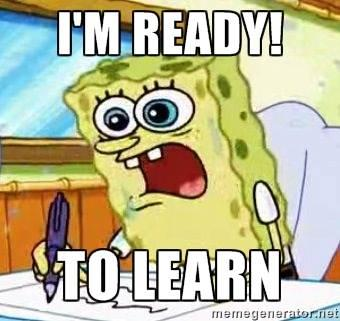 I'M READY!
TO LEARN
memegenerator.net